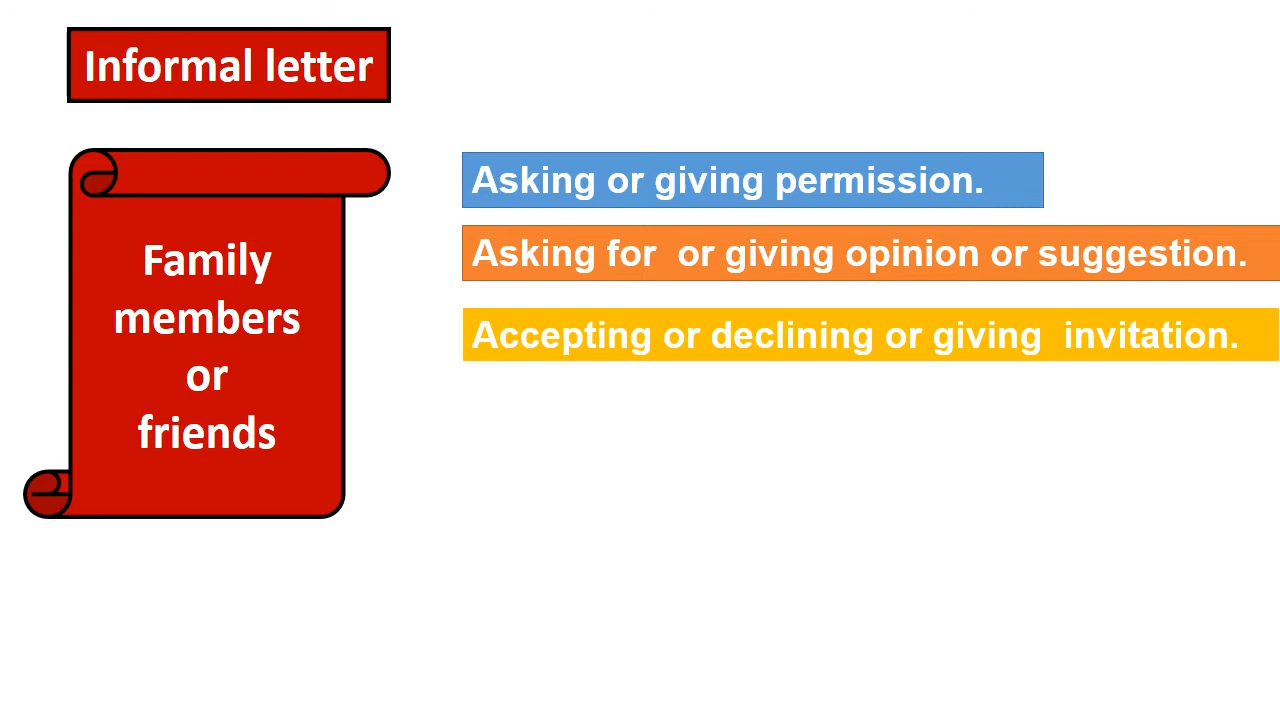 Informal letter
Family
members
or
friends
Asking or giving permission.
Asking for  or giving opinion or suggestion.
Accepting or declining or giving  invitation.